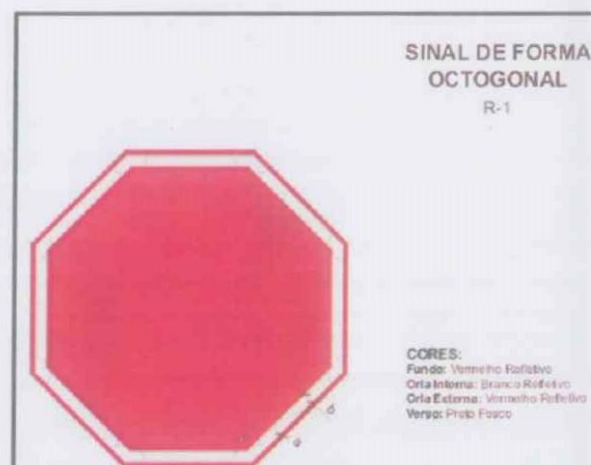 SINAL DE FORMA
OCTOGONAL
R-1
CORES:
Fundo: Vermelho Refletivo
Orla Interna: Branco Refletivo
Orla Externa: Vermelho Refletivo
Verso: Preto Fosco